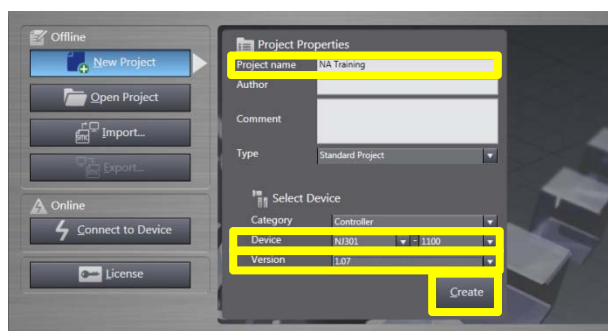 Offline
New Project
Open Project
Import...
Export...
Online
Connect to Device
License
Project Properties
Project name NA Training
Author
Comment
Type Standard Project
Select Device
Category Controller
Device NJ301 - 1100
Version 1.07
Create